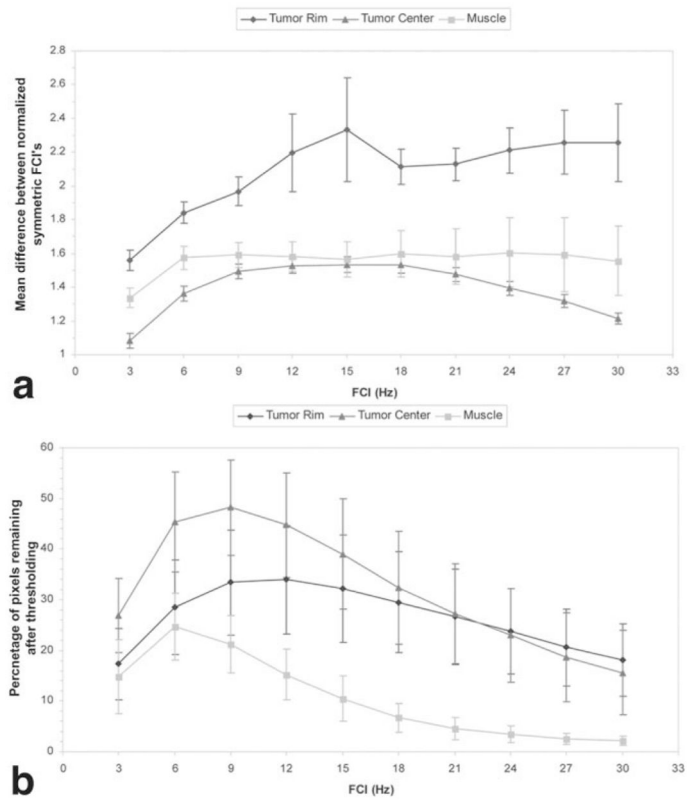 Tumor Rim Tumor Center Muscle
2.8
2.6
2.4
2.2
2
1.8
1.6
1.4
1.2
1
Mean difference between normalized
symmetric FCI's
0 3 6 9 12 15 18 21 24 27 30 33
FCI (Hz)
a
Tumor Rim Tumor Center Muscle
60
50
40
30
20
10
0
Percnetage of pixels remaining
after thresholding
0 3 6 9 12 15 18 21 24 27 30 33
FCI (Hz)
b